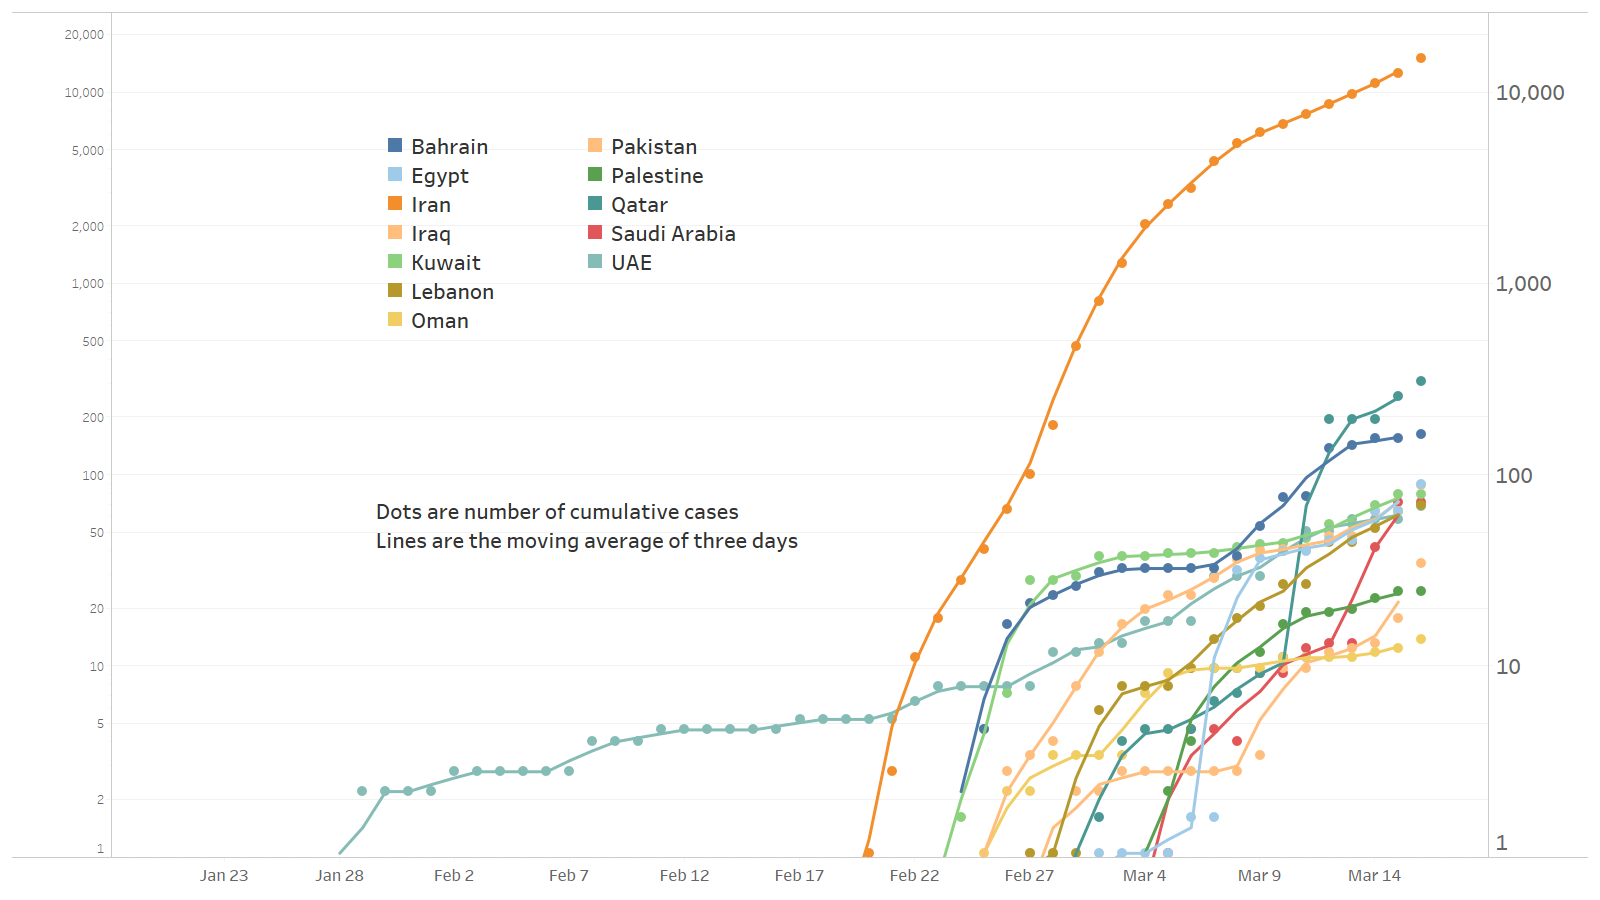 20,000
10,000
5,000
2,000
1,000
500
200
100
50
20
10
5
2
1
10,000
1,000
100
10
1
Bahrain
Egypt
Iran
Iraq
Kuwait
Lebanon
Oman
Pakistan
Palestine
Qatar
Saudi Arabia
UAE
Dots are number of cumulative cases
Lines are the moving average of three days
Jan 23 Jan 28 Feb 2 Feb 7 Feb 12 Feb 17 Feb 22 Feb 27 Mar 4 Mar 9 Mar 14